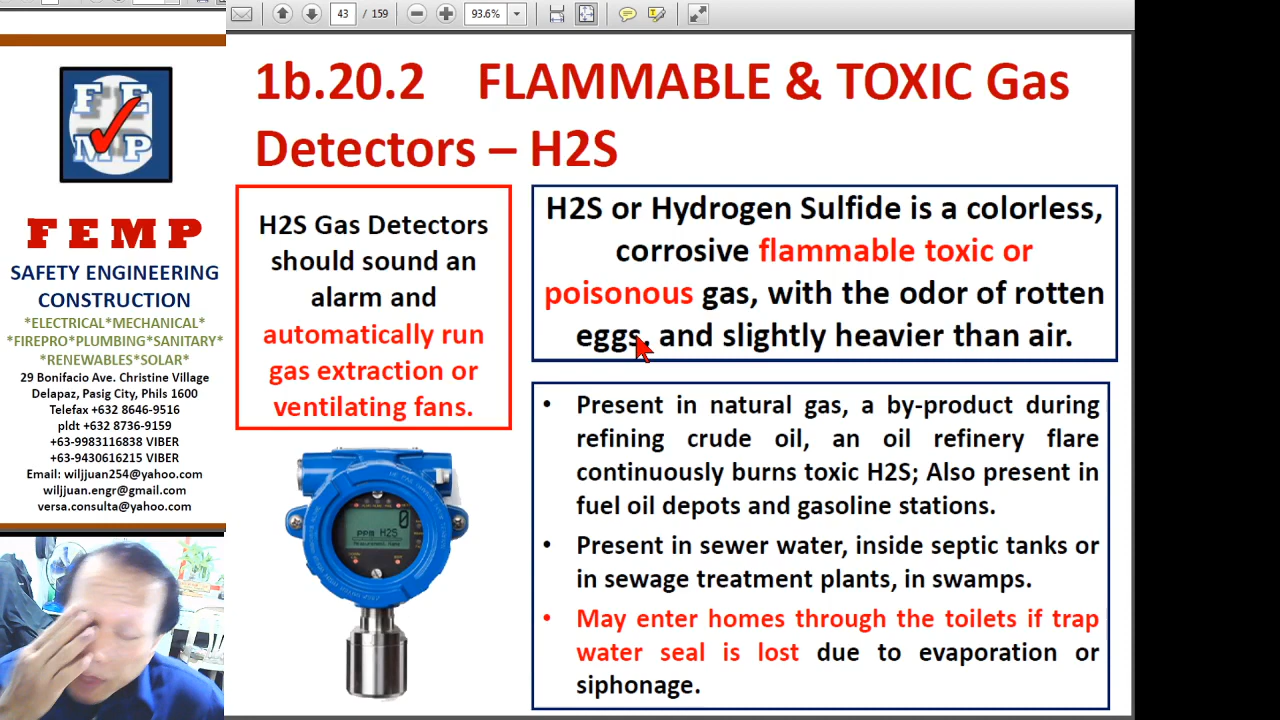 43 / 159
93.6%
F E
M P
FEMP
SAFETY ENGINEERING
CONSTRUCTION
*ELECTRICAL*MECHANICAL*
*FIREPRO*PLUMBING*SANITARY*
*RENEWABLES*SOLAR*
29 Bonifacio Ave. Christine Village
Delapaz, Pasig City, Phils 1600
Telefax +632 8646-9516
pldt +632 8736-9159
+63-9983116838 VIBER
+63-9430616215 VIBER
Email: wiljjuan254@yahoo.com
wiljjuan.engr@gmail.com
versa.consulta@yahoo.com
1b.20.2 FLAMMABLE & TOXIC Gas
Detectors – H2S
H2S Gas Detectors
should sound an
alarm and
automatically run
gas extraction or
ventilating fans.
0
PPM H2S
H2S or Hydrogen Sulfide is a colorless,
corrosive flammable toxic or
poisonous gas, with the odor of rotten
eggs, and slightly heavier than air.
• Present in natural gas, a by-product during
refining crude oil, an oil refinery flare
continuously burns toxic H2S; Also present in
fuel oil depots and gasoline stations.
• Present in sewer water, inside septic tanks or
in sewage treatment plants, in swamps.
• May enter homes through the toilets if trap
water seal is lost due to evaporation or
siphonage.